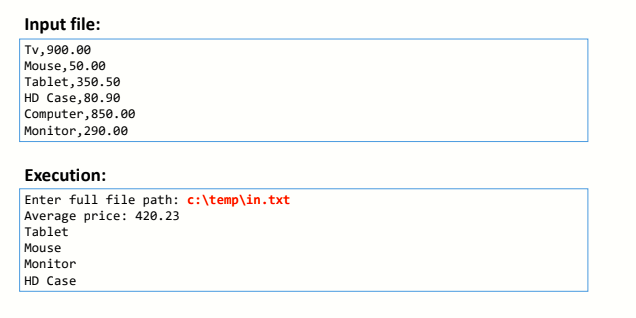 Input file:
Tv,900.00
Mouse,50.00
Tablet,350.50
HD Case,80.90
Computer,850.00
Monitor,290.00
Execution:
Enter full file path: c:\temp\in.txt
Average price: 420.23
Tablet
Mouse
Monitor
HD Case